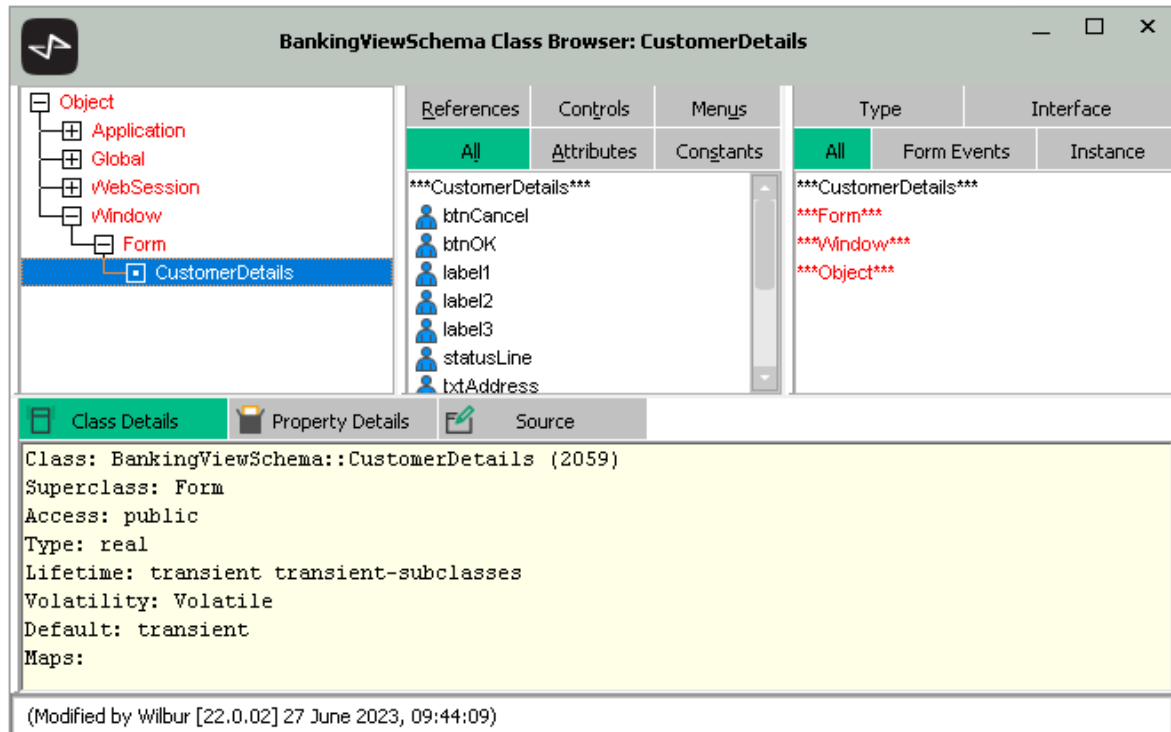 BankingViewSchema Class Browser: CustomerDetails
Object
Application
Global
WebSession
Window
Form
CustomerDetails
References Controls Menus
All Attributes Constants
***CustomerDetails***
btnCancel
btnOK
label1
label2
label3
statusLine
txtAddress
Type Interface
All Form Events Instance
***CustomerDetails***
***Form***
***Window***
***Object***
Class Details Property Details Source
Class: BankingViewSchema::CustomerDetails (2059)
Superclass: Form
Access: public
Type: real
Lifetime: transient transient-subclasses
Volatility: Volatile
Default: transient
Maps:
(Modified by Wilbur [22.0.02] 27 June 2023, 09:44:09)